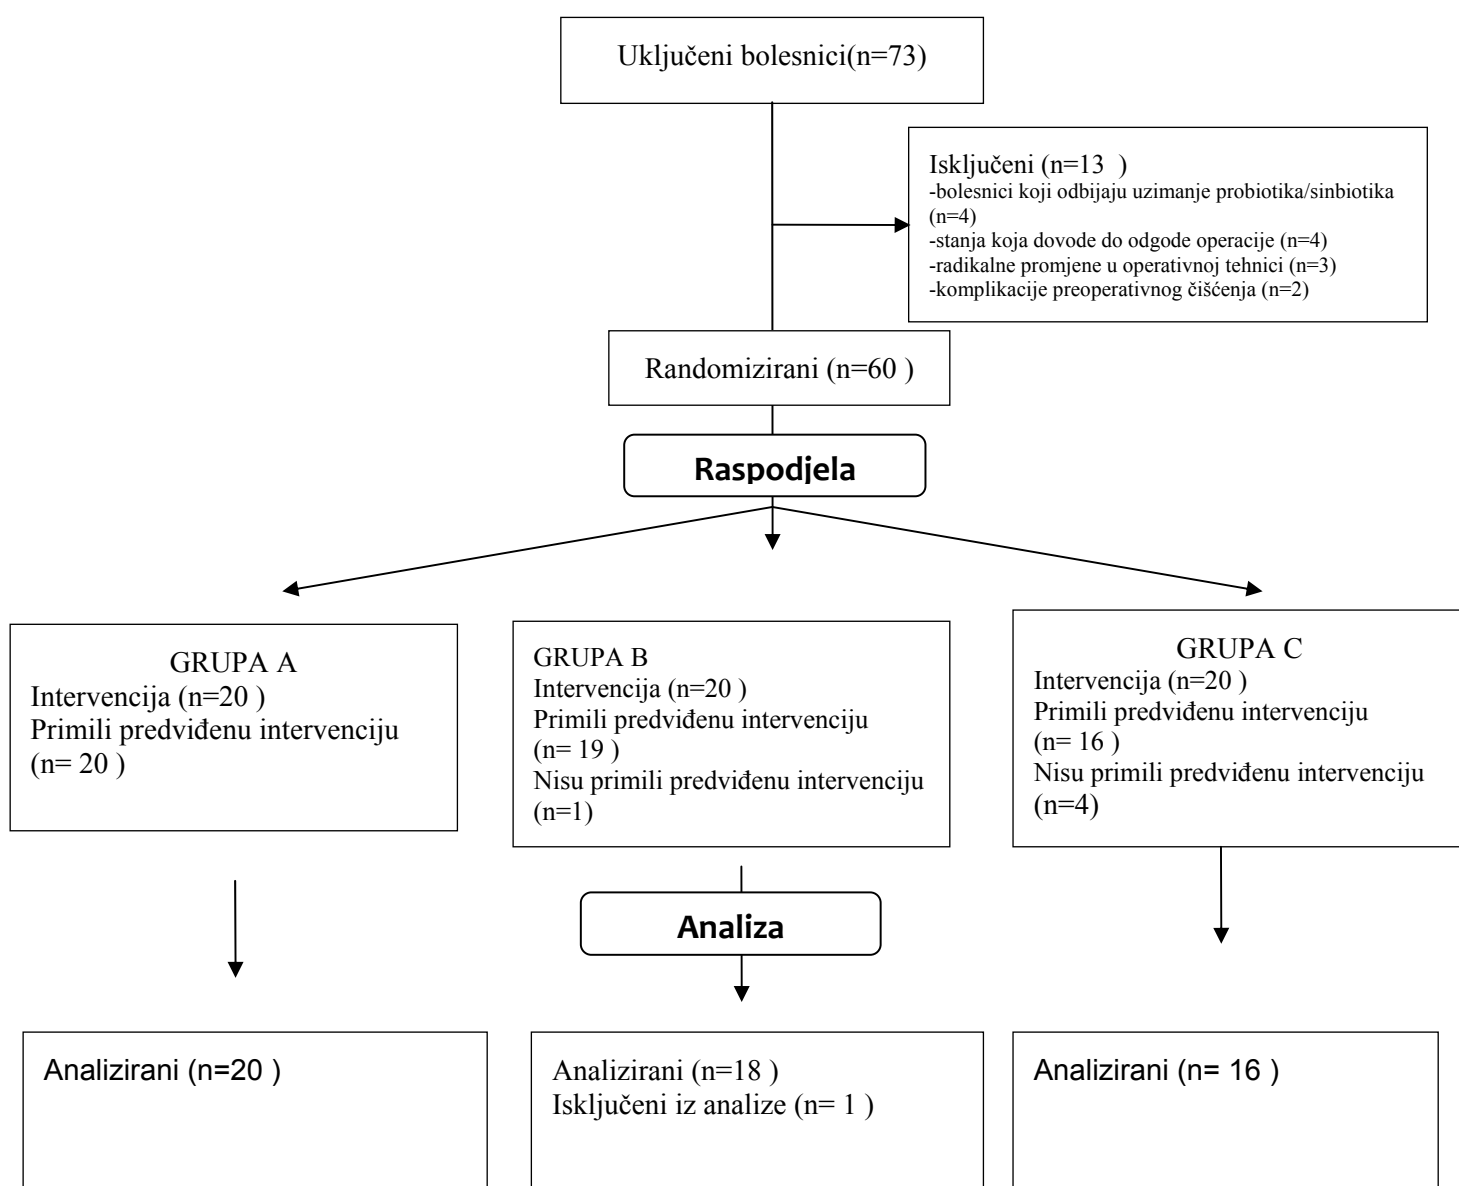 Uključeni bolesnici(n=73)
Isključeni (n=13  )
-bolesnici koji odbijaju uzimanje probiotika/sinbiotika
(n=4)
-stanja koja dovode do odgode operacije (n=4)
-radikalne promjene u operativnoj tehnici (n=3)
-komplikacije preoperativnog čišćenja (n=2)
Randomizirani (n=60 )
Raspodjela
GRUPA A
Intervencija (n=20 )
Primili predviđenu intervenciju
(n= 20 )
GRUPA B
Intervencija (n=20 )
Primili predviđenu intervenciju
(n= 19 )
Nisu primili predviđenu intervenciju
(n=1)
GRUPA C
Intervencija (n=20 )
Primili predviđenu intervenciju
(n= 16 )
Nisu primili predviđenu intervenciju
(n=4)
Analiza
Analizirani (n=20 )
Analizirani (n=18 )
Isključeni iz analize (n= 1 )
Analizirani (n= 16 )